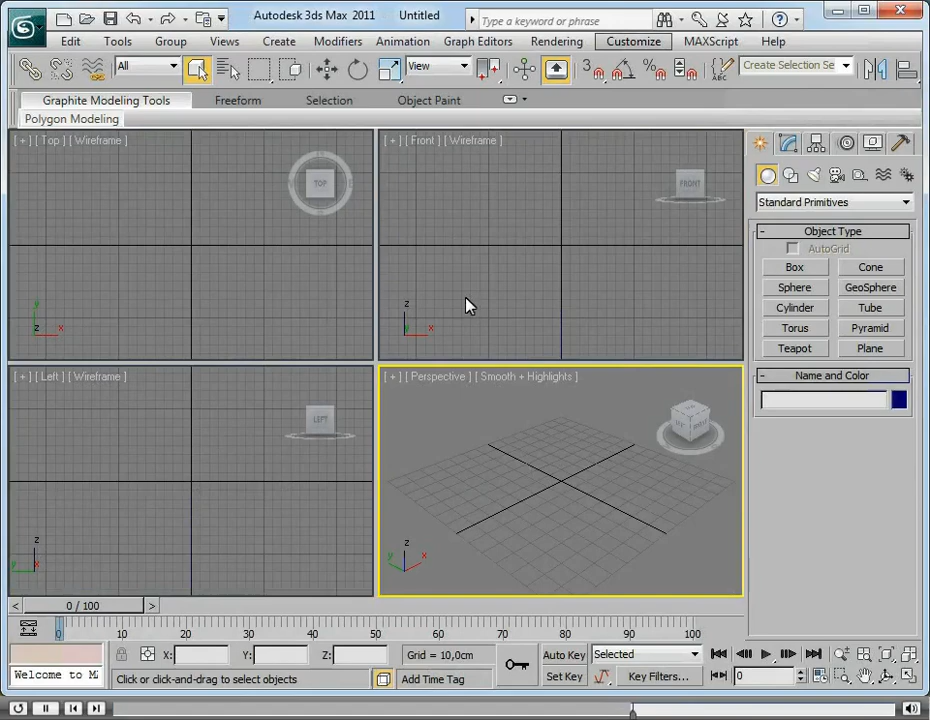 Autodesk 3ds Max 2011 Untitled
Type a keyword or phrase
Edit Tools Group Views Create Modifiers Animation Graph Editors Rendering Customize MAXScript Help
All View 3 Create Selection Se
Graphite Modeling Tools Freeform Selection Object Paint
Polygon Modeling
[ + ] [ Top ] [ Wireframe ]
TOP
y
z x
[ + ] [ Front ] [ Wireframe ]
FRONT
z
y x
[ + ] [ Left ] [ Wireframe ]
LEFT
z
y x
[ + ] [ Perspective ] [ Smooth + Highlights ]
z
y x
Standard Primitives
- Object Type
AutoGrid
Box Cone
Sphere GeoSphere
Cylinder Tube
Torus Pyramid
Teapot Plane
- Name and Color
< 0 / 100 >
0 10 20 30 40 50 60 70 80 90 100
X: Y: Z: Grid = 10,0cm Auto Key Selected
Welcome to M
Click or click-and-drag to select objects Add Time Tag Set Key Key Filters... 0